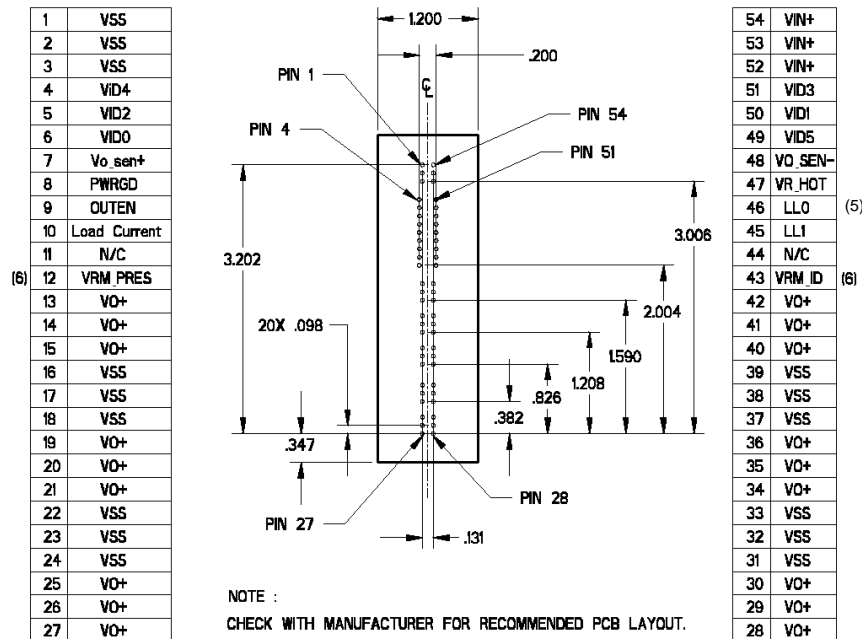 1 VSS
2 VSS
3 VSS
4 ViD4
5 VID2
6 VID0
7 Vo_sen+
8 PWRGD
9 OUTEN
10 Load Current
11 N/C
(6) 12 VRM_PRES
13 VO+
14 VO+
15 VO+
16 VSS
17 VSS
18 VSS
19 VO+
20 VO+
21 VO+
22 VSS
23 VSS
24 VSS
25 VO+
26 VO+
27 VO+
1.200
.200
PIN 1
CL
PIN 54
PIN 4
PIN 51
3.202
3.006
2.004
20X .098
1.590
1.208
.826
.382
.347
PIN 28
PIN 27
.131
NOTE :
CHECK WITH MANUFACTURER FOR RECOMMENDED PCB LAYOUT.
54 VIN+
53 VIN+
52 VIN+
51 VID3
50 VID1
49 VID5
48 VO_SEN-
47 VR_HOT
46 LL0 (5)
45 LL1
44 N/C
43 VRM_ID (6)
42 VO+
41 VO+
40 VO+
39 VSS
38 VSS
37 VSS
36 VO+
35 VO+
34 VO+
33 VSS
32 VSS
31 VSS
30 VO+
29 VO+
28 VO+